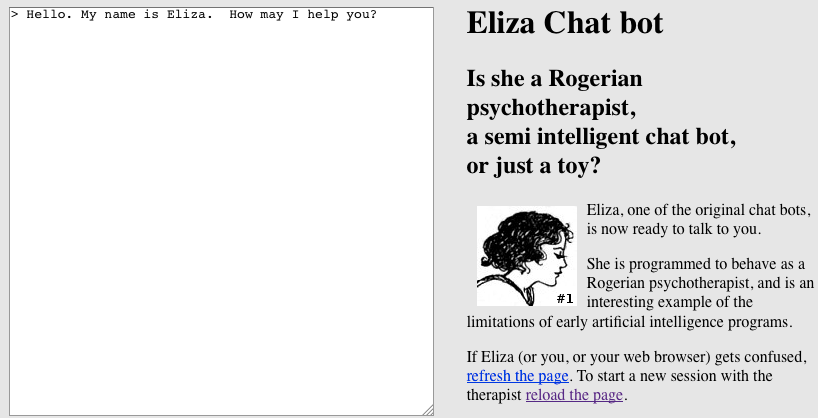 > Hello. My name is Eliza.  How may I help you?
Eliza Chat bot
Is she a Rogerian
psychotherapist,
a semi intelligent chat bot,
or just a toy?
Eliza, one of the original chat bots,
is now ready to talk to you.
She is programmed to behave as a
Rogerian psychotherapist, and is an
interesting example of the
#1
limitations of early artificial intelligence programs.
If Eliza (or you, or your web browser) gets confused,
refresh the page. To start a new session with the
therapist reload the page.